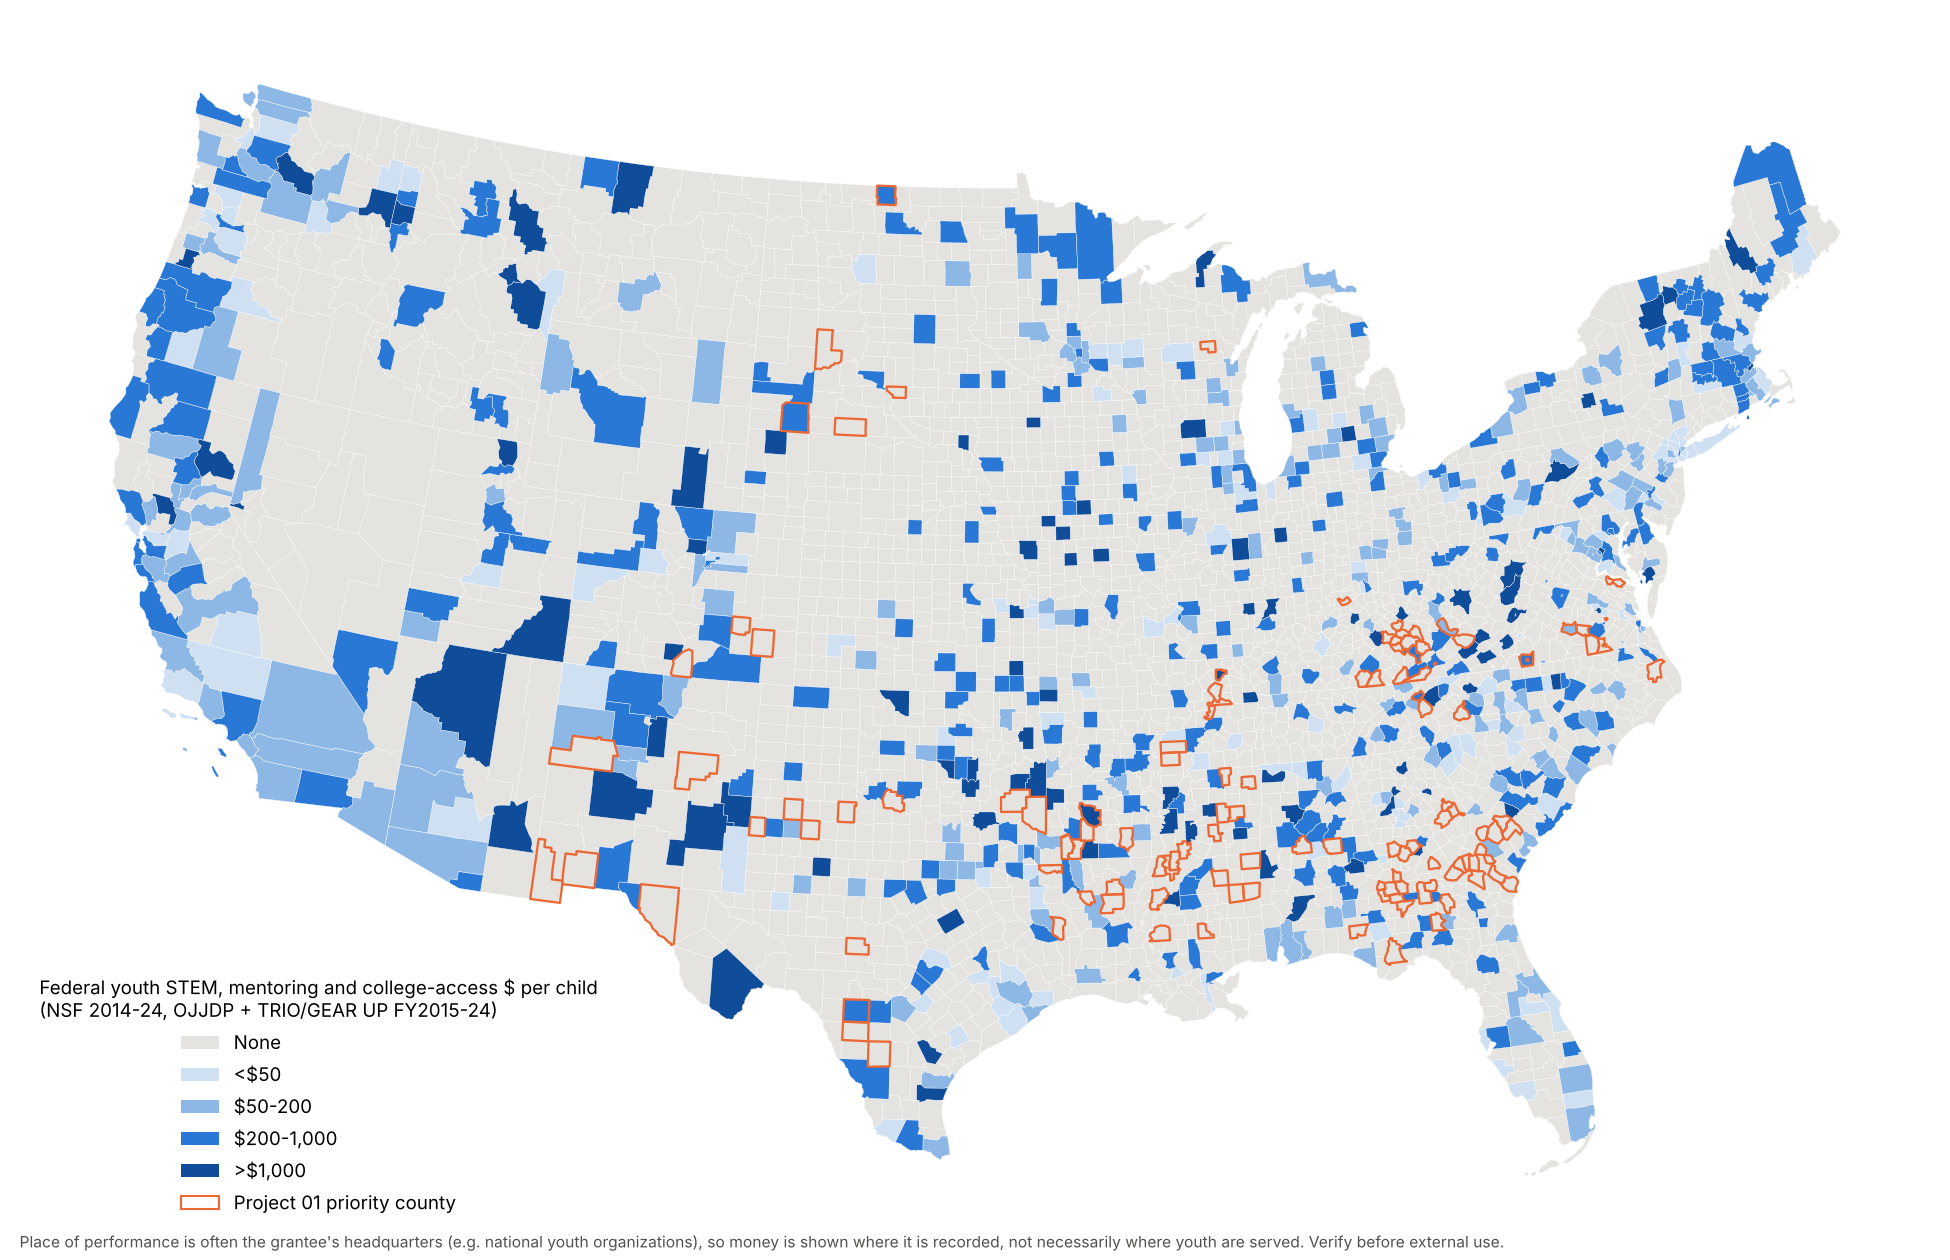 Federal youth STEM, mentoring and college-access $ per child
(NSF 2014-24, OJJDP + TRIO/GEAR UP FY2015-24)
None
<$50
$50-200
$200-1,000
>$1,000
Project 01 priority county
Place of performance is often the grantee's headquarters (e.g. national youth organizations), so money is shown where it is recorded, not necessarily where youth are served. Verify before external use.